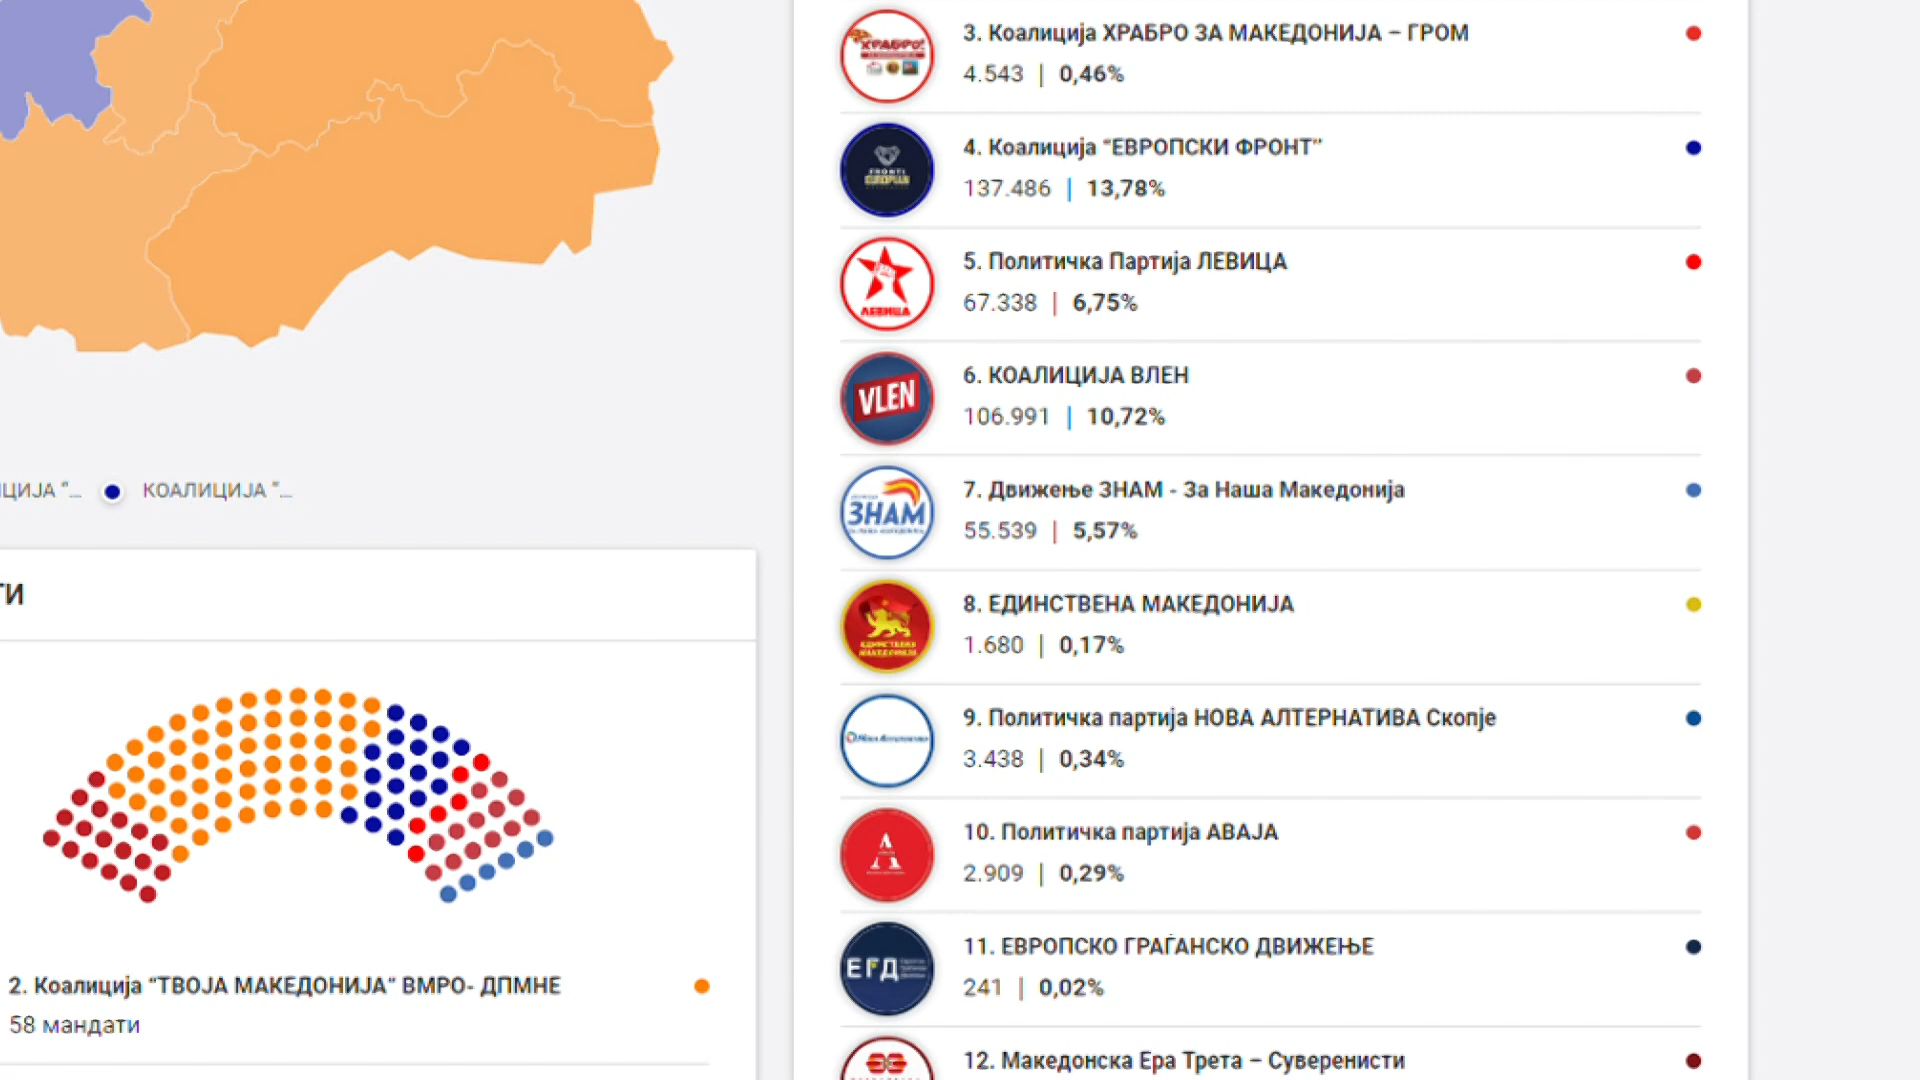 3. Коалиција ХРАБРО ЗА МАКЕДОНИЈА – ГРОМ
4.543 | 0,46%
4. Коалиција “ЕВРОПСКИ ФРОНТ”
137.486 | 13,78%
5. Политичка Партија ЛЕВИЦА
67.338 | 6,75%
ЛЕВИЦА
6. КОАЛИЦИЈА ВЛЕН
106.991 | 10,72%
VLEN
7. Движење ЗНАМ - За Наша Македонија
55.539 | 5,57%
ЗНАМ
8. ЕДИНСТВЕНА МАКЕДОНИЈА
1.680 | 0,17%
9. Политичка партија НОВА АЛТЕРНАТИВА Скопје
3.438 | 0,34%
10. Политичка партија АВАЈА
2.909 | 0,29%
11. ЕВРОПСКО ГРАЃАНСКО ДВИЖЕЊЕ
241 | 0,02%
ЕГД
12. Македонска Ера Трета – Суверенисти
ЦИЈА “...
КОАЛИЦИЈА “...
ТИ
2. Коалиција “ТВОЈА МАКЕДОНИЈА“ ВМРО- ДПМНЕ
58 мандати